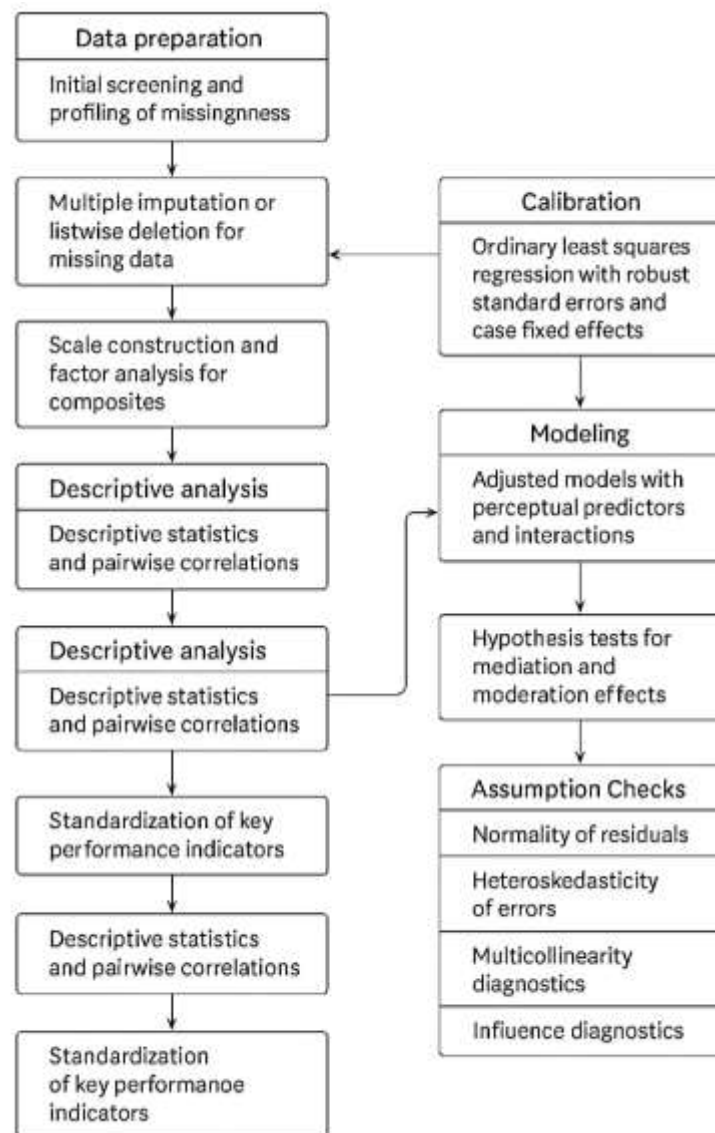 Data preparation
Initial screening and
profiling of missingnness
Multiple imputation or
listwise deletion for
missing data
Scale construction and
factor analysis for
composites
Descriptive analysis
Descriptive statistics
and pairwise correlations
Descriptive analysis
Descriptive statistics
and pairwise correlations
Standardization of key
performance indicators
Descriptive statistics
and pairwise correlations
Standardization
of key performanoe
indicators
Calibration
Ordinary least squares
regression with robust
standard errors and
case fixed effects
Modeling
Adjusted models with
perceptual predictors
and interactions
Hypothesis tests for
mediation and
moderation effects
Assumption Checks
Normality of residuals
Heteroskedasticity
of errors
Multicollinearity
diagnostics
Infiuence diagnostics